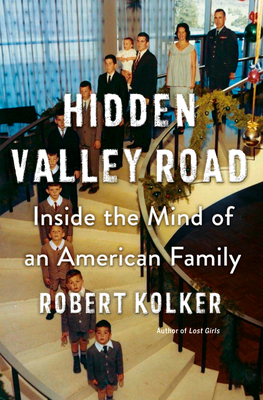 HIDDEN
VALLEY ROAD
Inside the Mind of
an American Family
ROBERT KOLKER
Author of Lost Girls